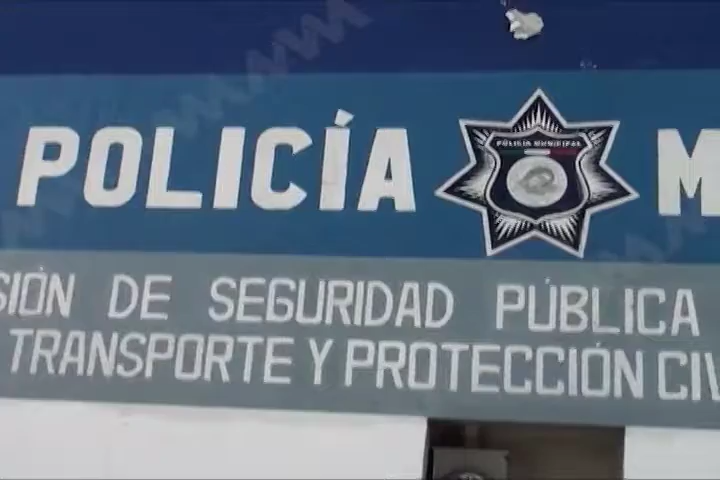 POLICÍA POLICIA MUNICIPAL M
SIÓN DE SEGURIDAD PÚBLICA
TRANSPORTE Y PROTECCIÓN CIV